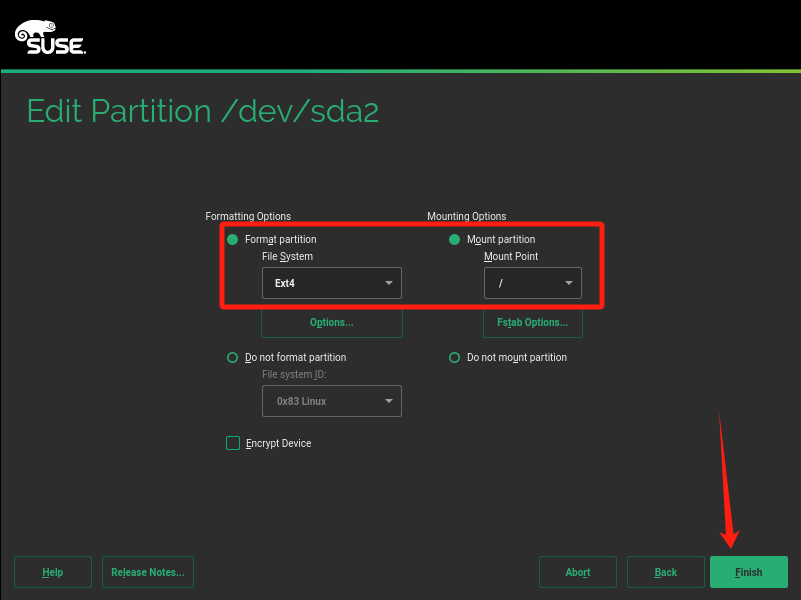 SUSE.
Edit Partition /dev/sda2
Formatting Options
Mounting Options
Format partition
Mount partition
File System
Mount Point
Ext4
/
Options...
Fstab Options...
Do not format partition
Do not mount partition
File system ID:
0x83 Linux
Encrypt Device
Help
Release Notes...
Abort
Back
Finish